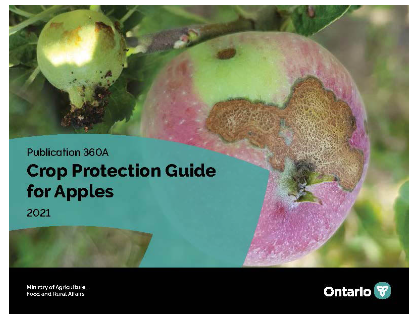 Publication 360A
Crop Protection Guide
for Apples
2021
Ministry of Agriculture
Food and Rural Affairs
Ontario